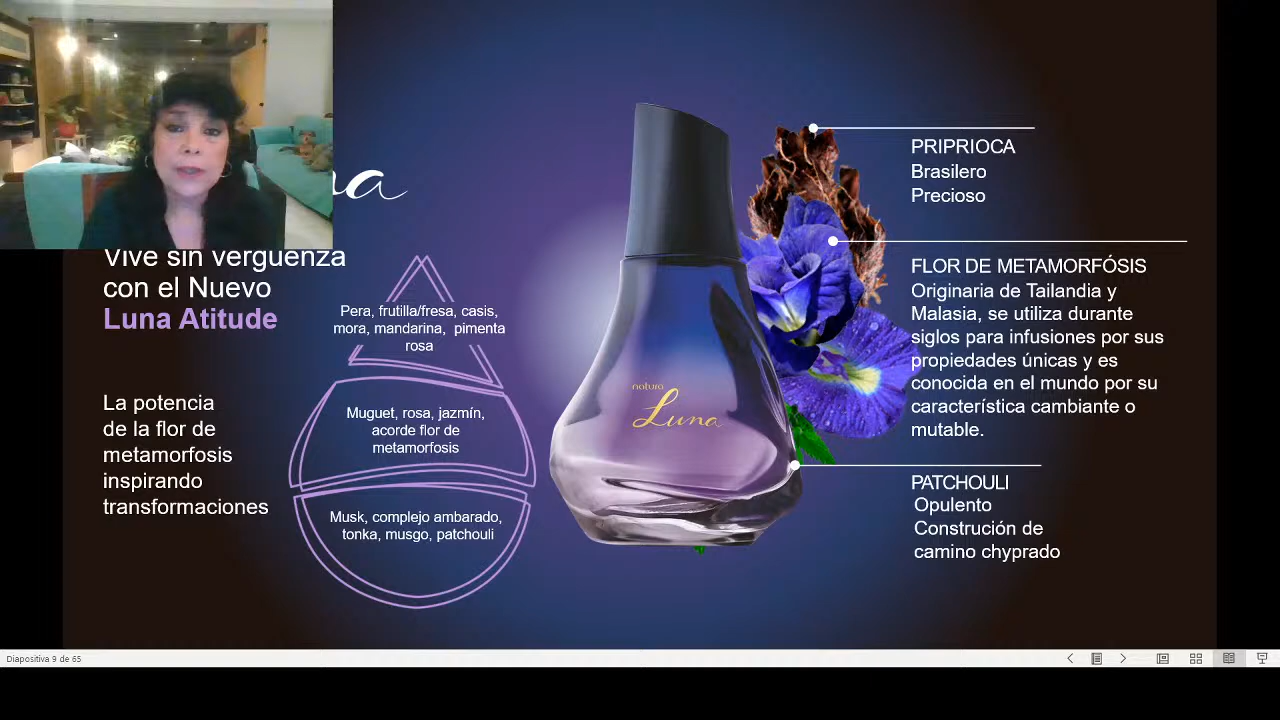 Vive sin verguenza
con el Nuevo
Luna Atitude
La potencia
de la flor de
metamorfosis
inspirando
transformaciones
Pera, frutilla/fresa, casis,
mora, mandarina, pimenta
rosa
Muguet, rosa, jazmín,
acorde flor de
metamorfosis
Musk, complejo ambarado,
tonka, musgo, patchouli
natura
Luna
PRIPRIOCA
Brasilero
Precioso
FLOR DE METAMORFÓSIS
Originaria de Tailandia y
Malasia, se utiliza durante
siglos para infusiones por sus
propiedades únicas y es
conocida en el mundo por su
característica cambiante o
mutable.
PATCHOULI
Opulento
Construción de
camino chyprado
Diapositiva 9 de 65